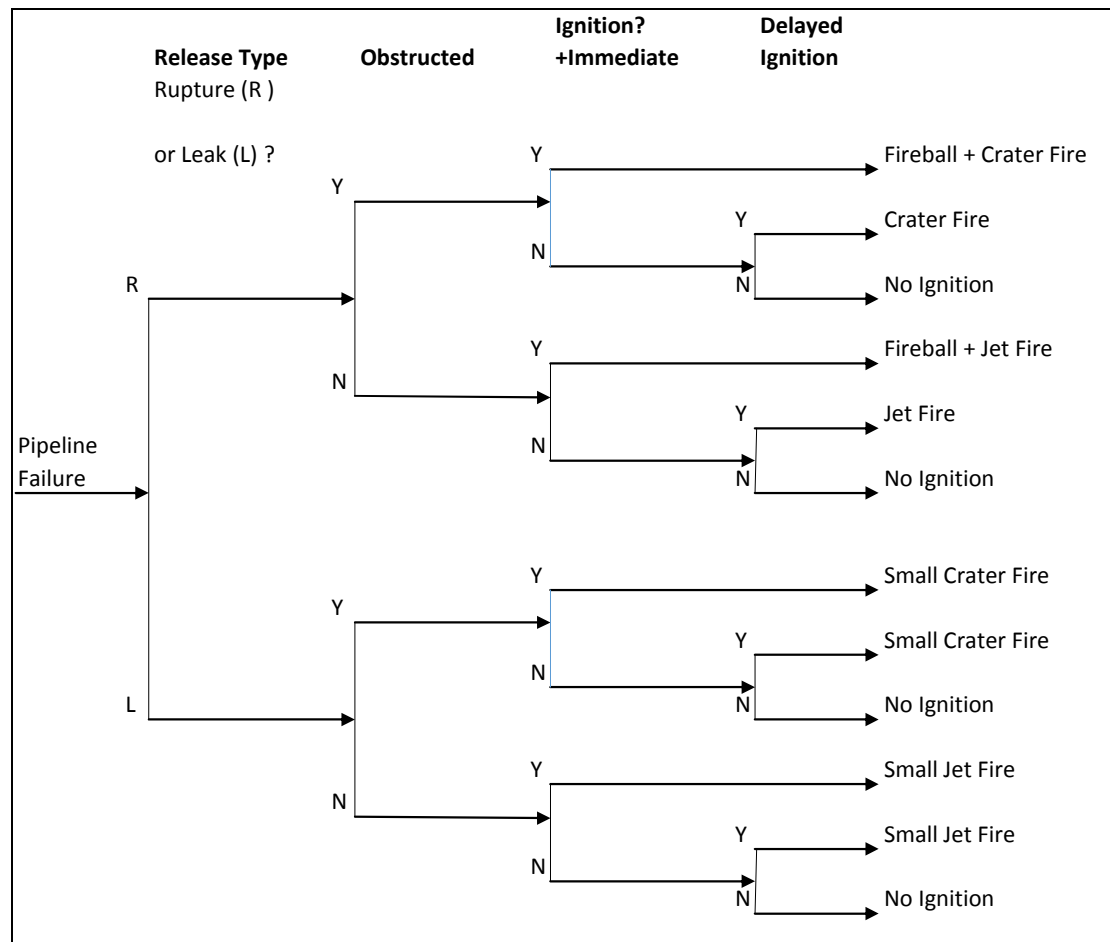 Ignition? Delayed
Release Type Obstructed +Immediate Ignition
Rupture (R )
or Leak (L) ?
Y Fireball + Crater Fire
Y
Y Crater Fire
N
R N No Ignition
Y Fireball + Jet Fire
N
Y Jet Fire
Pipeline N
Failure N No Ignition
Y Small Crater Fire
Y
Y Small Crater Fire
N
L N No Ignition
Y Small Jet Fire
N
Y Small Jet Fire
N
N No Ignition